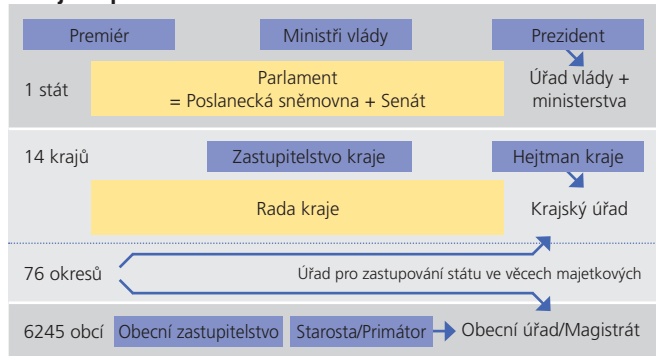 Premiér Ministři vlády Prezident
1 stát
Parlament
= Poslanecká sněmovna + Senát
Úřad vlády +
ministerstva
14 krajů Zastupitelstvo kraje Hejtman kraje
Rada kraje Krajský úřad
76 okresů Úřad pro zastupování státu ve věcech majetkových
6245 obcí Obecní zastupitelstvo Starosta/Primátor Obecní úřad/Magistrát